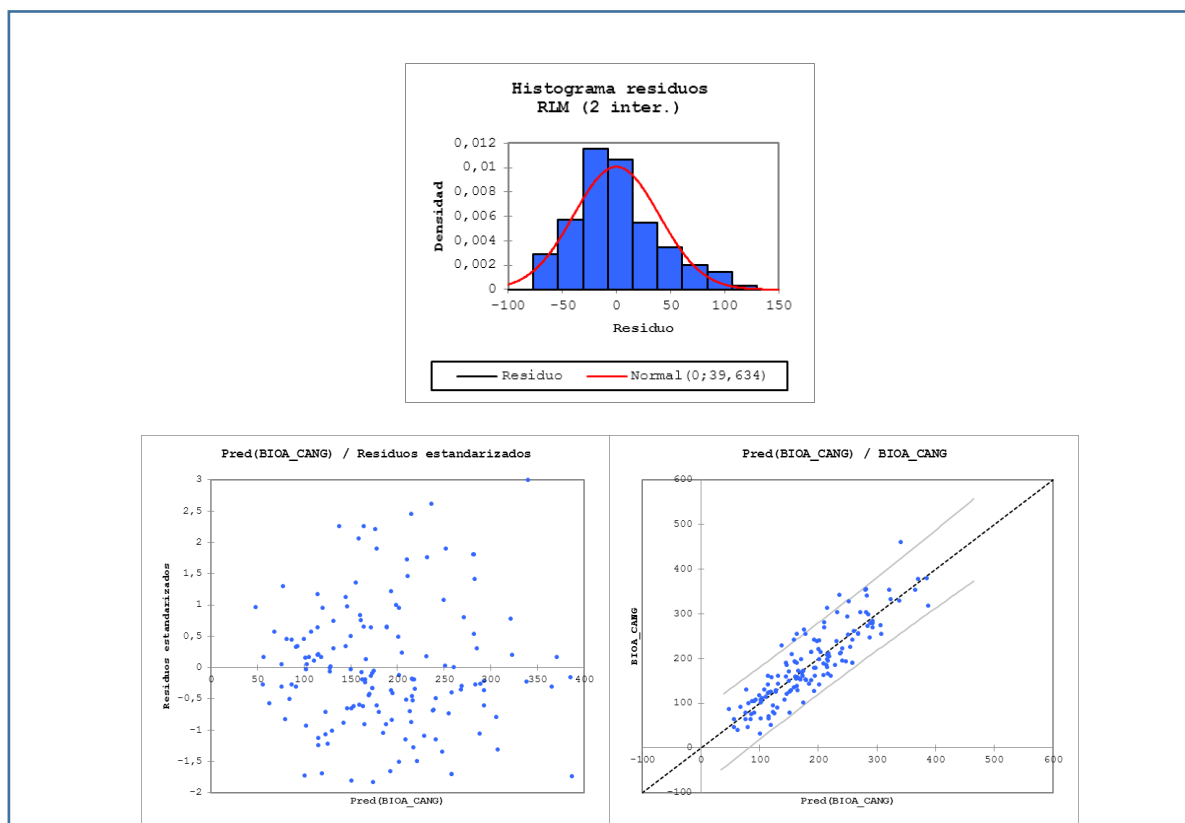 Histograma residuos
RLM (2 inter.)
0,012
0,01
0,008
0,006
0,004
0,002
0
Densidad
-100 -50 0 50 100 150
Residuo
Residuo Normal(0;39,634)
Pred(BIOA_CANG) / Residuos estandarizados
3
2,5
2
1,5
1
0,5
0
-0,5
-1
-1,5
-2
Residuos estandarizados
0 50 100 150 200 250 300 350 400
Pred(BIOA_CANG)
Pred(BIOA_CANG) / BIOA_CANG
600
500
400
300
200
100
0
-100
BIOA_CANG
-100 0 100 200 300 400 500 600
Pred(BIOA_CANG)